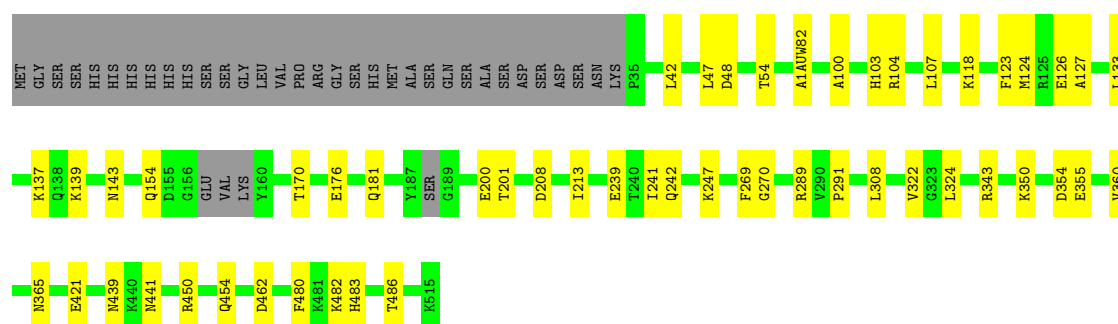 MET GLY SER SER HIS HIS HIS HIS HIS HIS SER SER GLY LEU VAL PRO ARG GLY SER HIS MET ALA SER GLN SER ALA SER ASP SER ASP SER ASN LYS P35 L42 L47 D48 T54 A1AUW82 A100 H103 R104 L107 K118 F123 M124 R125 E126 A127 L133
K137 Q138 K139 N143 Q154 D155 G156 GLU VAL LYS Y160 T170 E176 Q181 Y187 SER G189 E200 T201 D208 I213 E239 T240 I241 Q242 K247 F269 G270 R289 V290 P291 L308 V322 G323 L324 R343 K350 D354 E355 V360
N365 E421 N439 K440 N441 R450 Q454 D462 F480 K481 K482 H483 T486 K515